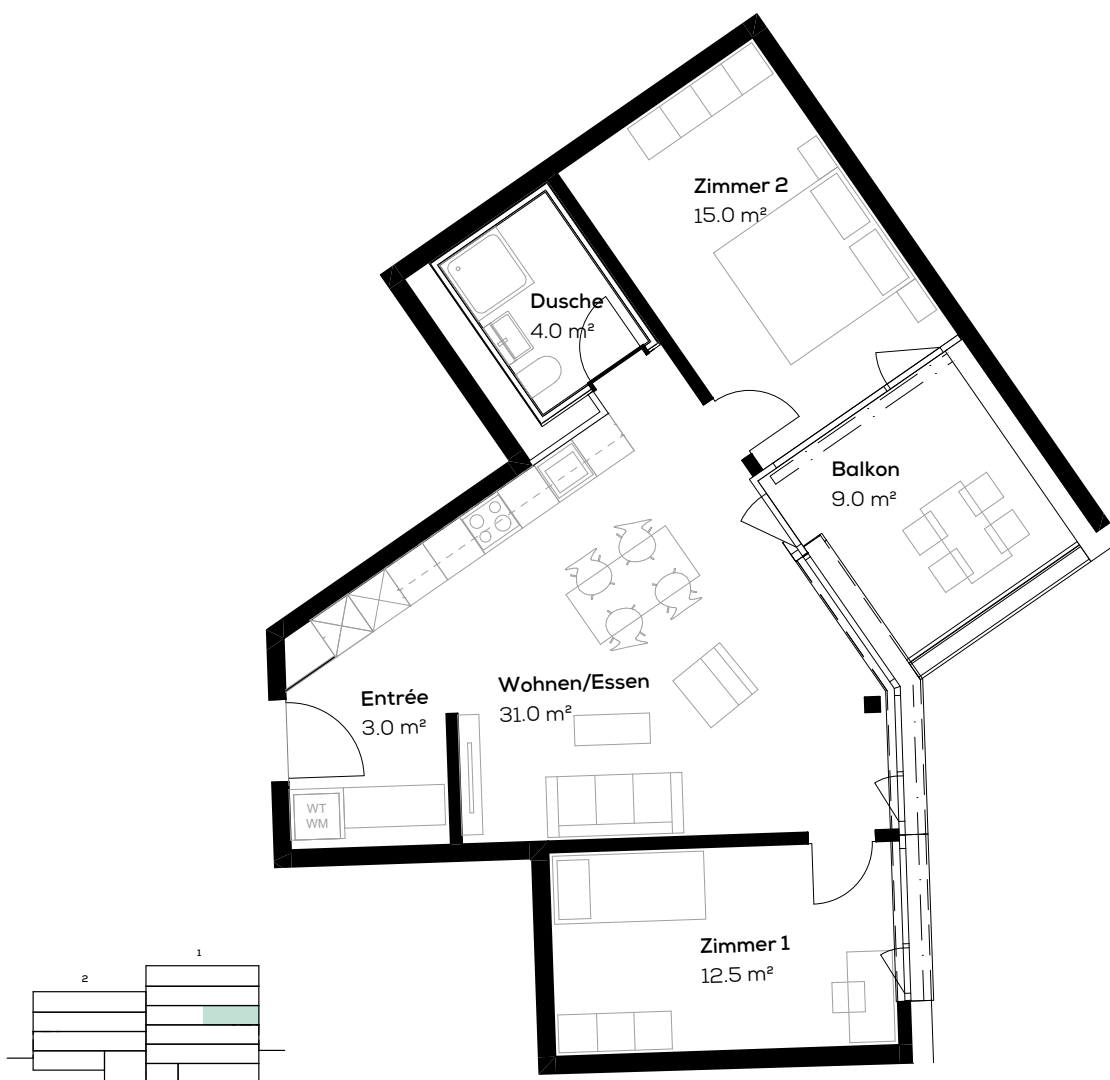 Zimmer 2
15.0 m²
Dusche
4.0 m²
Balkon
9.0 m²
Wohnen/Essen
31.0 m²
Entrée
3.0 m²
WT
WM
Zimmer 1
12.5 m²
1
2